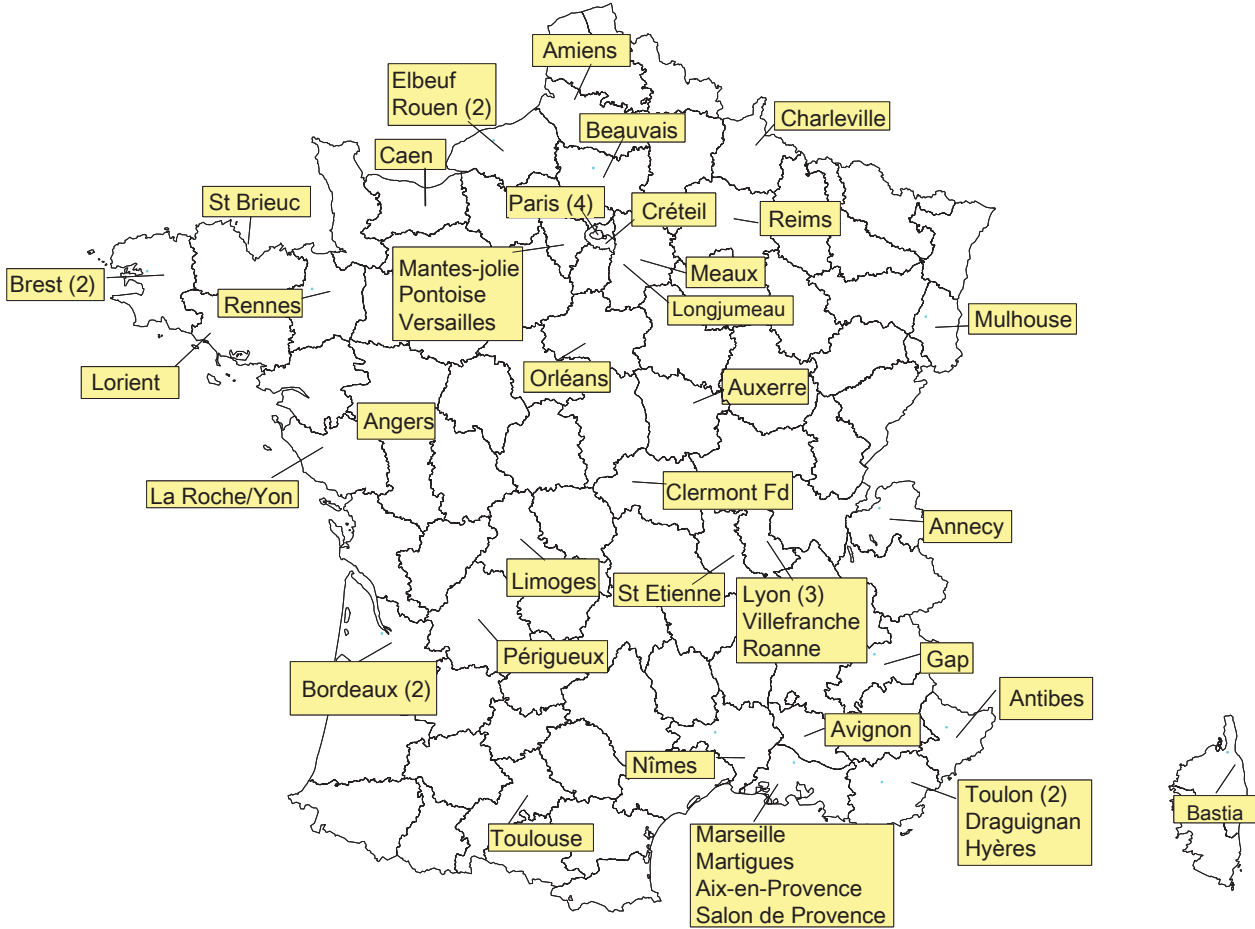 Amiens
Elbeuf
Rouen (2)
Beauvais
Charleville
Caen
St Brieuc
Paris (4)
Créteil
Reims
Brest (2)
Rennes
Mantes-jolie
Pontoise
Versailles
Meaux
Longjumeau
Mulhouse
Lorient
Orléans
Auxerre
Angers
La Roche/Yon
Clermont Fd
Annecy
Limoges
St Etienne
Lyon (3)
Villefranche
Roanne
Périgueux
Gap
Bordeaux (2)
Antibes
Avignon
Nîmes
Toulon (2)
Draguignan
Hyères
Bastia
Toulouse
Marseille
Martigues
Aix-en-Provence
Salon de Provence